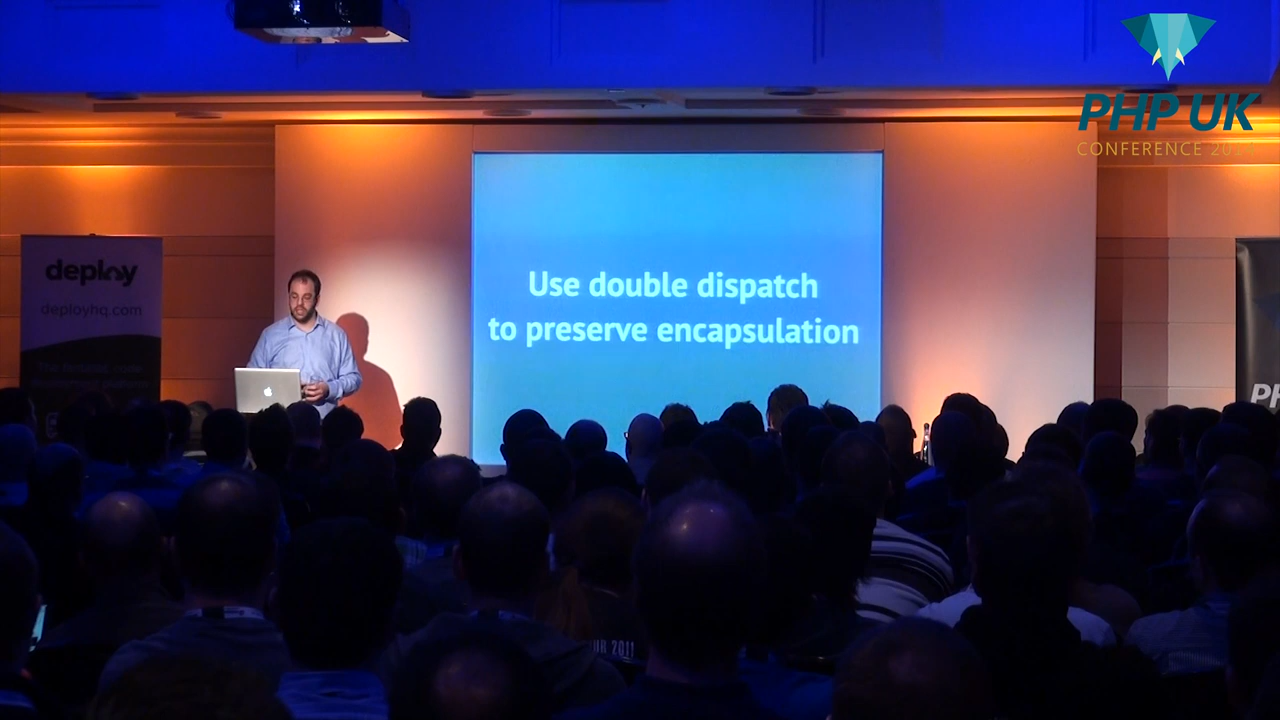 PHP UK
CONFERENCE
deploy
deployhq.com
Use double dispatch
to preserve encapsulation